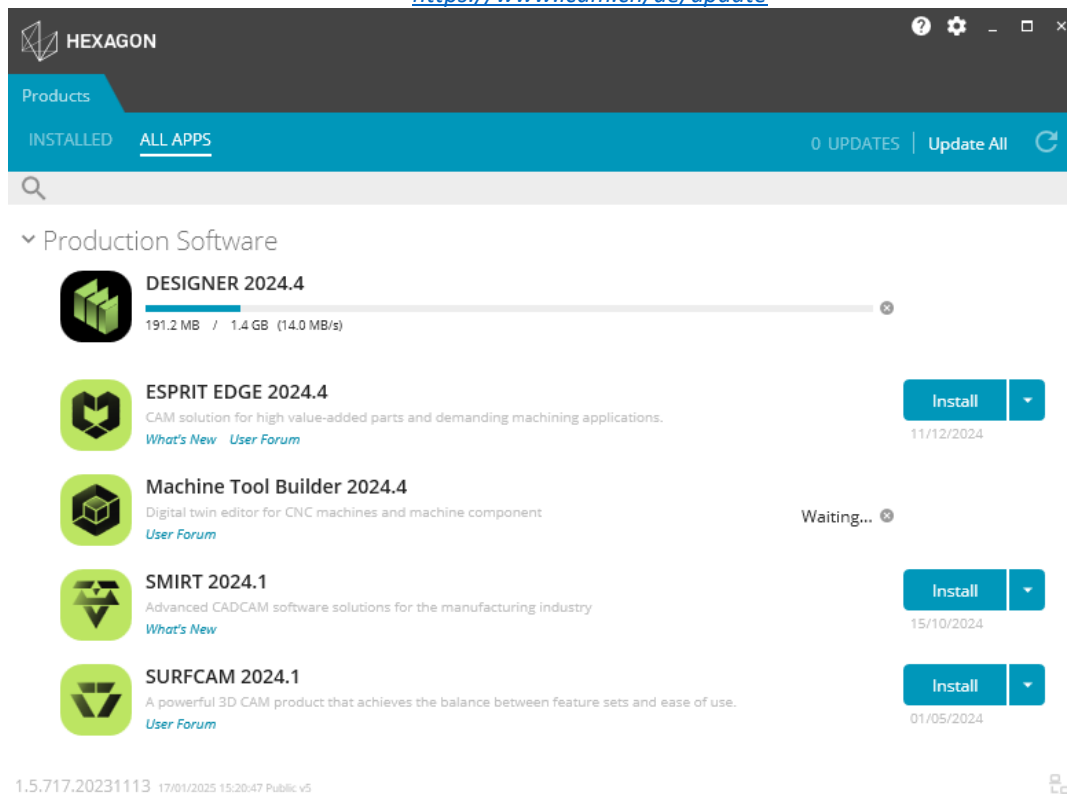 HEXAGON
Products
INSTALLED ALL APPS 0 UPDATES Update All
Production Software
DESIGNER 2024.4
191.2 MB / 1.4 GB (14.0 MB/s)
ESPRIT EDGE 2024.4
CAM solution for high value-added parts and demanding machining applications.
What's New User Forum
Install
11/12/2024
Machine Tool Builder 2024.4
Digital twin editor for CNC machines and machine component
User Forum
Waiting...
SMIRT 2024.1
Advanced CADCAM software solutions for the manufacturing industry
What's New
Install
15/10/2024
SURFCAM 2024.1
A powerful 3D CAM product that achieves the balance between feature sets and ease of use.
User Forum
Install
01/05/2024
1.5.717.20231113 17/01/2025 15:20:47 Public v5